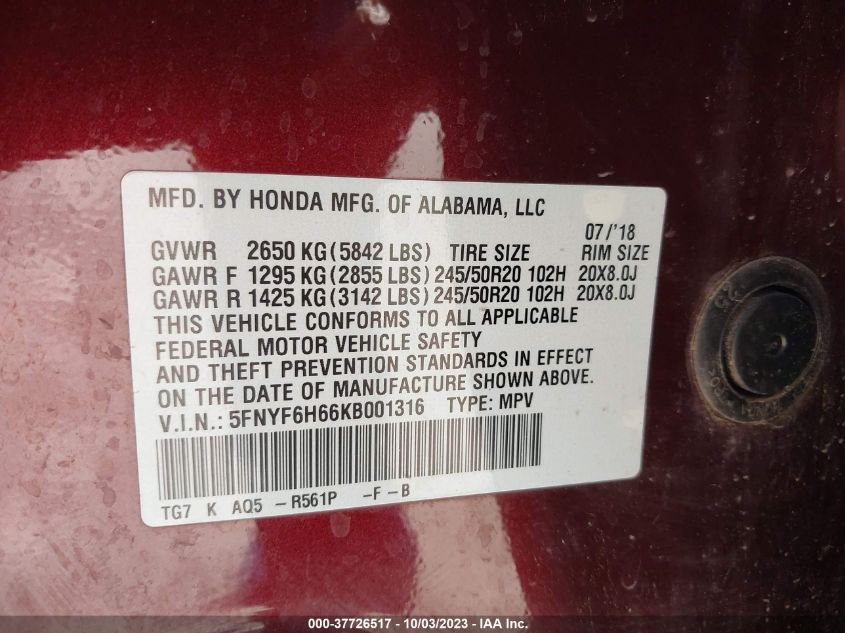 MFD. BY HONDA MFG. OF ALABAMA, LLC
07/'18
GVWR 2650 KG (5842 LBS) TIRE SIZE RIM SIZE
GAWR F 1295 KG (2855 LBS) 245/50R20 102H 20X8.0J
GAWR R 1425 KG (3142 LBS) 245/50R20 102H 20X8.0J
THIS VEHICLE CONFORMS TO ALL APPLICABLE
FEDERAL MOTOR VEHICLE SAFETY
AND THEFT PREVENTION STANDARDS IN EFFECT
ON THE DATE OF MANUFACTURE SHOWN ABOVE.
V.I.N.: 5FNYF6H66KB001316 TYPE: MPV
TG7 K AQ5 -R561P -F-B
000-37726517 - 10/03/2023 - IAA Inc.